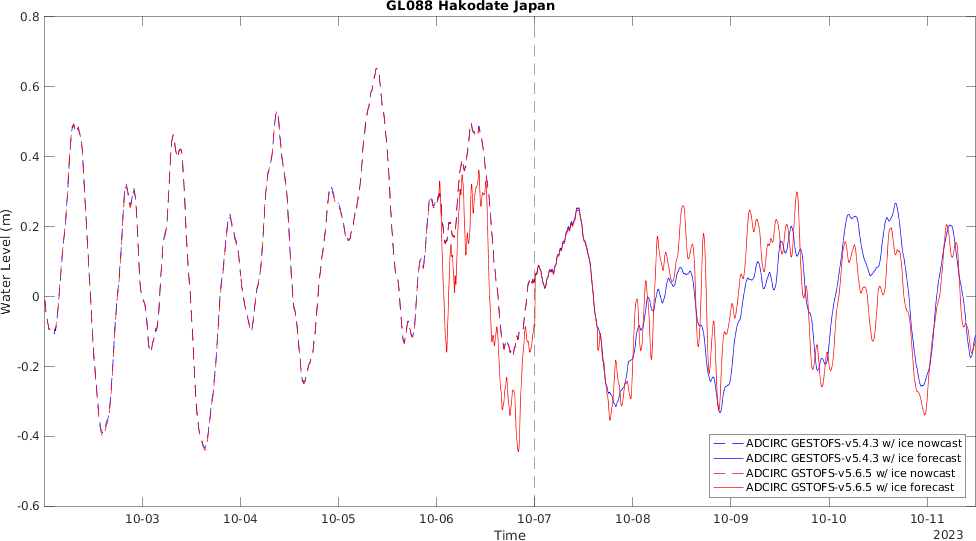 GL088 Hakodate Japan
0.8
0.6
0.4
0.2
0
-0.2
-0.4
-0.6
Water Level (m)
10-03 10-04 10-05 10-06 10-07 10-08 10-09 10-10 10-11
Time
2023
ADCIRC GESTOFS-v5.4.3 w/ ice nowcast
ADCIRC GESTOFS-v5.4.3 w/ ice forecast
ADCIRC GSTOFS-v5.6.5 w/ ice nowcast
ADCIRC GSTOFS-v5.6.5 w/ ice forecast